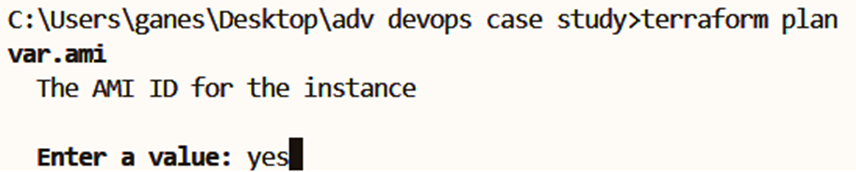 C:\Users\ganes\Desktop\adv devops case study>terraform plan
var.ami
The AMI ID for the instance
Enter a value: yes